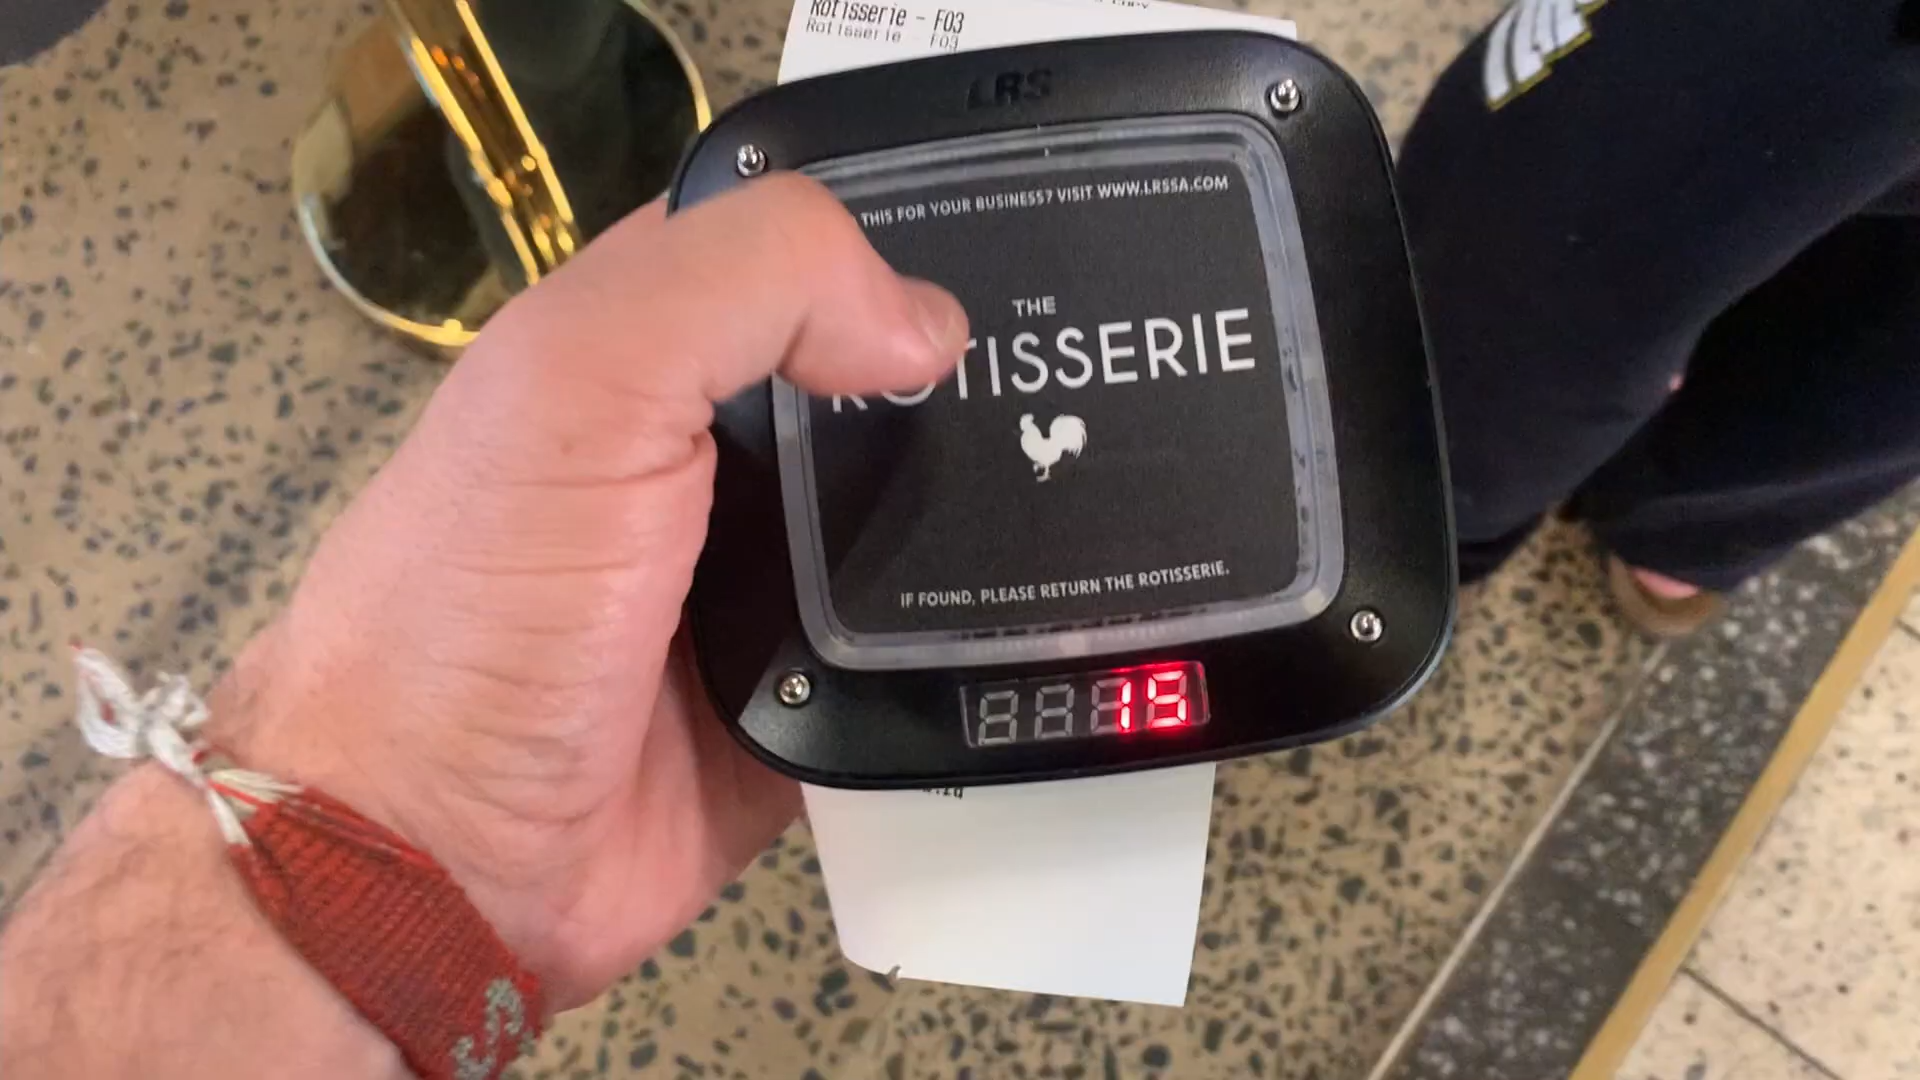 Rotisserie - F03
Rotisserie - F03
LRS
THIS FOR YOUR BUSINESS? VISIT WWW.LRSSA.COM
THE
ROTISSERIE
IF FOUND, PLEASE RETURN THE ROTISSERIE.
15